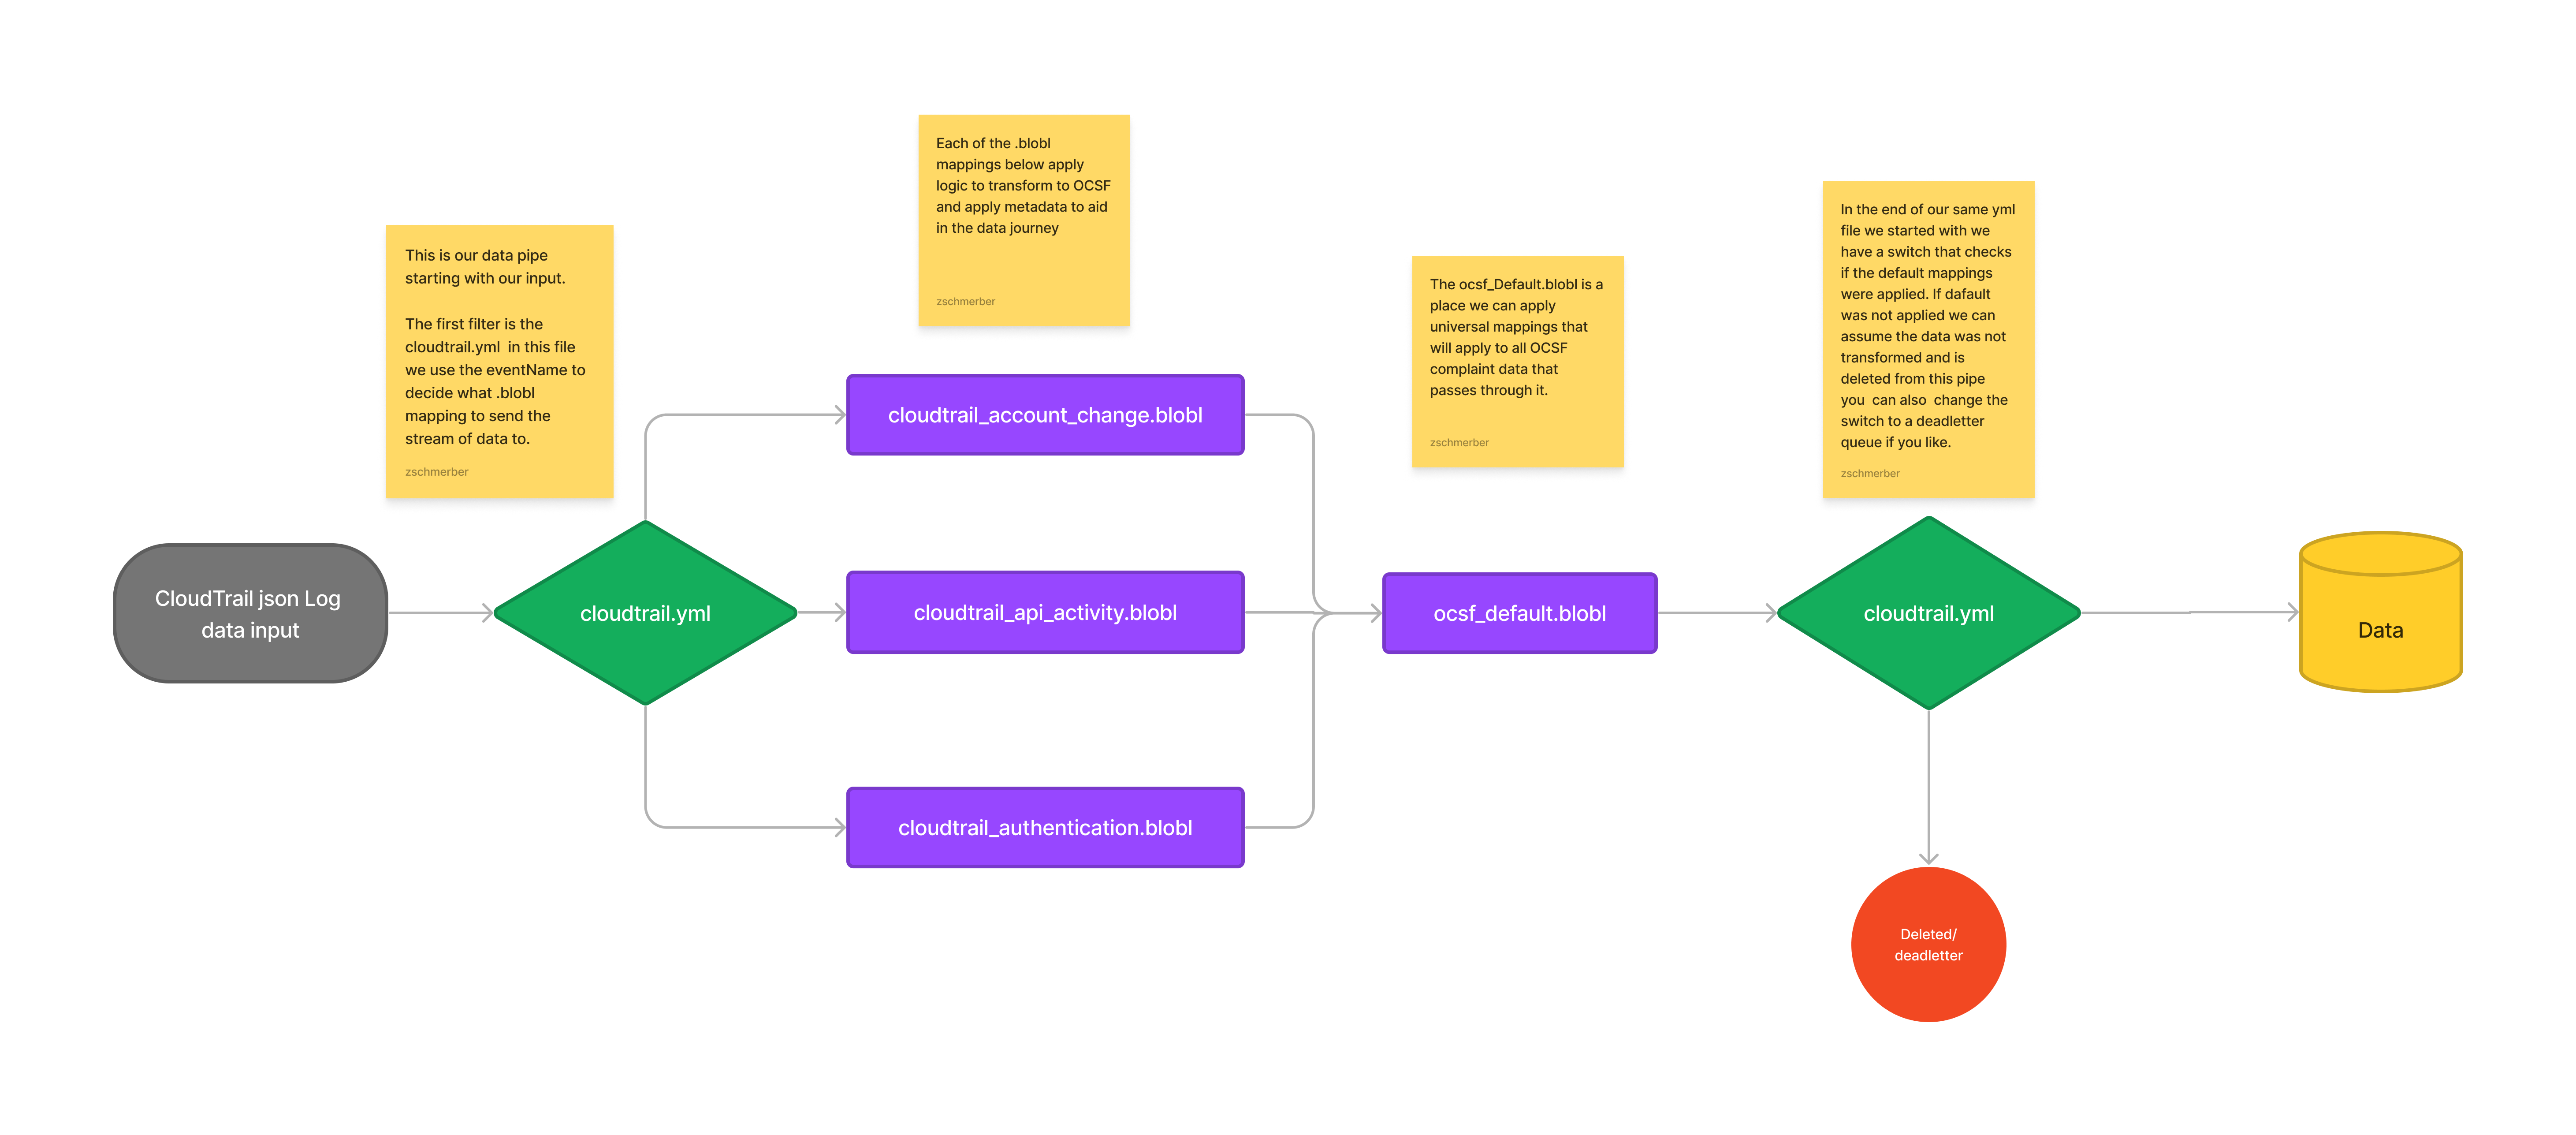 Each of the .blobl
mappings below apply
logic to transform to OCSF
and apply metadata to aid
in the data journey
zschmerber
In the end of our same yml
file we started with we
have a switch that checks
if the default mappings
were applied. If dafault
was not applied we can
assume the data was not
transformed and is
deleted from this pipe
you  can also  change the
switch to a deadletter
queue if you like.
zschmerber
This is our data pipe
starting with our input.
The first filter is the
cloudtrail.yml  in this file
we use the eventName to
decide what .blobl
mapping to send the
stream of data to.
zschmerber
The ocsf_Default.blobl is a
place we can apply
universal mappings that
will apply to all OCSF
complaint data that
passes through it.
zschmerber
CloudTrail json Log
data input
cloudtrail.yml
cloudtrail_account_change.blobl
cloudtrail_api_activity.blobl
cloudtrail_authentication.blobl
ocsf_default.blobl
cloudtrail.yml
Data
Deleted/
deadletter